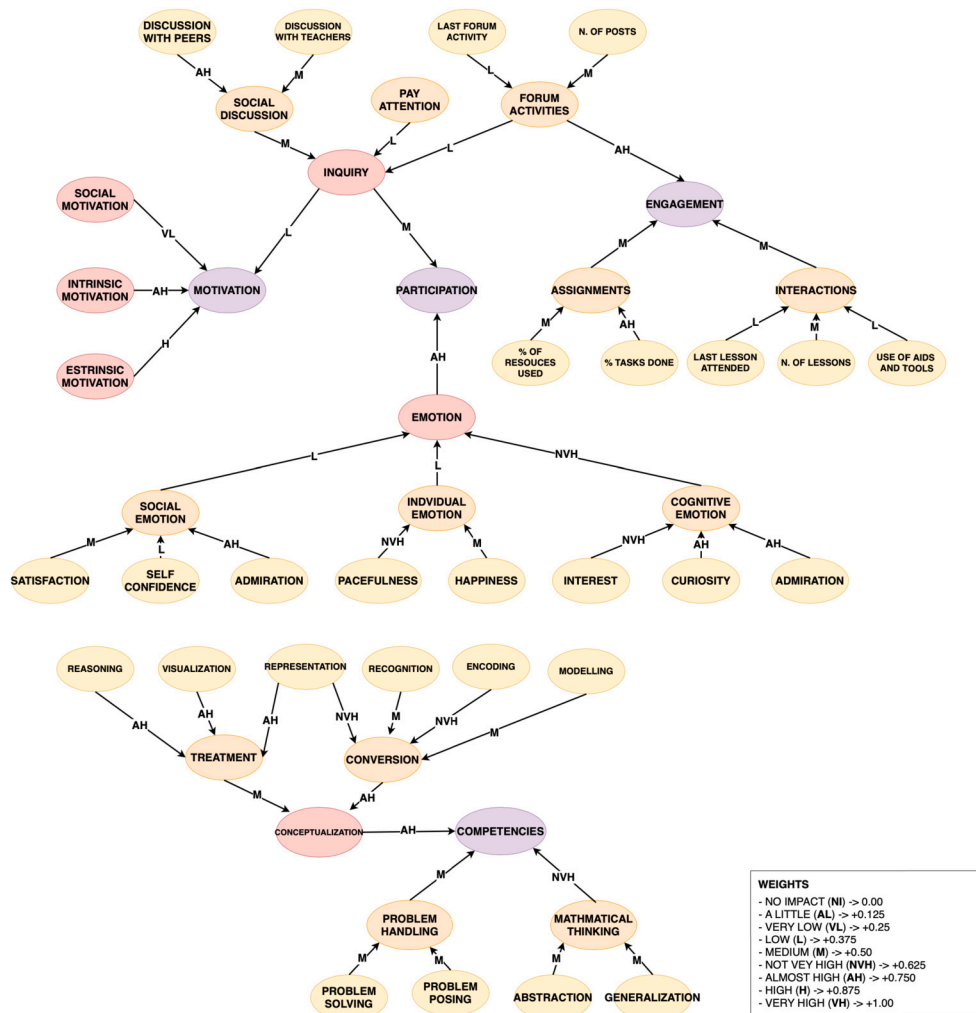 DISCUSSION
WITH PEERS
DISCUSSION
WITH TEACHERS
LAST FORUM
ACTIVITY
N. OF POSTS
AH
M
L
M
SOCIAL
DISCUSSION
PAY
ATTENTION
FORUM
ACTIVITIES
M
L
L
AH
INQUIRY
SOCIAL
MOTIVATION
ENGAGEMENT
VL
L
M
M
M
INTRINSIC
MOTIVATION
AH
MOTIVATION
PARTICIPATION
ASSIGNMENTS
INTERACTIONS
H
M
AH
L
M
L
ESTRINSIC
MOTIVATION
AH
% OF
RESOUCES
USED
% TASKS DONE
LAST LESSON
ATTENDED
N. OF LESSONS
USE OF AIDS
AND TOOLS
EMOTION
L
L
NVH
SOCIAL
EMOTION
INDVIDUAL
EMOTION
COGNITIVE
EMOTION
M
L
AH
NVH
M
NVH
AH
AH
SATISFACTION
SELF
CONFIDENCE
ADMIRATION
PACEFULNESS
HAPPINESS
INTEREST
CURIOSITY
ADMIRATION
REASONING
VISUALIZATION
REPRESENTATION
RECOGNITION
ENCODING
MODELLING
AH
AH
AH
NVH
M
NVH
M
TREATMENT
CONVERSION
M
AH
CONCEPTUALIZATION
AH
COMPETENCIES
M
NVH
PROBLEM
HANDLING
MATHMATICAL
THINKING
M
M
M
M
PROBLEM
SOLVING
PROBLEM
POSING
ABSTRACTION
GENERALIZATION
WEIGHTS
- NO IMPACT (NI) -> 0.00
- A LITTLE (AL) -> +0.125
- VERY LOW (VL) -> +0.25
- LOW (L) -> +0.375
- MEDIUM (M) -> +0.50
- NOT VEY HIGH (NVH) -> +0.625
- ALMOST HIGH (AH) -> +0.750
- HIGH (H) -> +0.875
- VERY HIGH (VH) -> +1.00